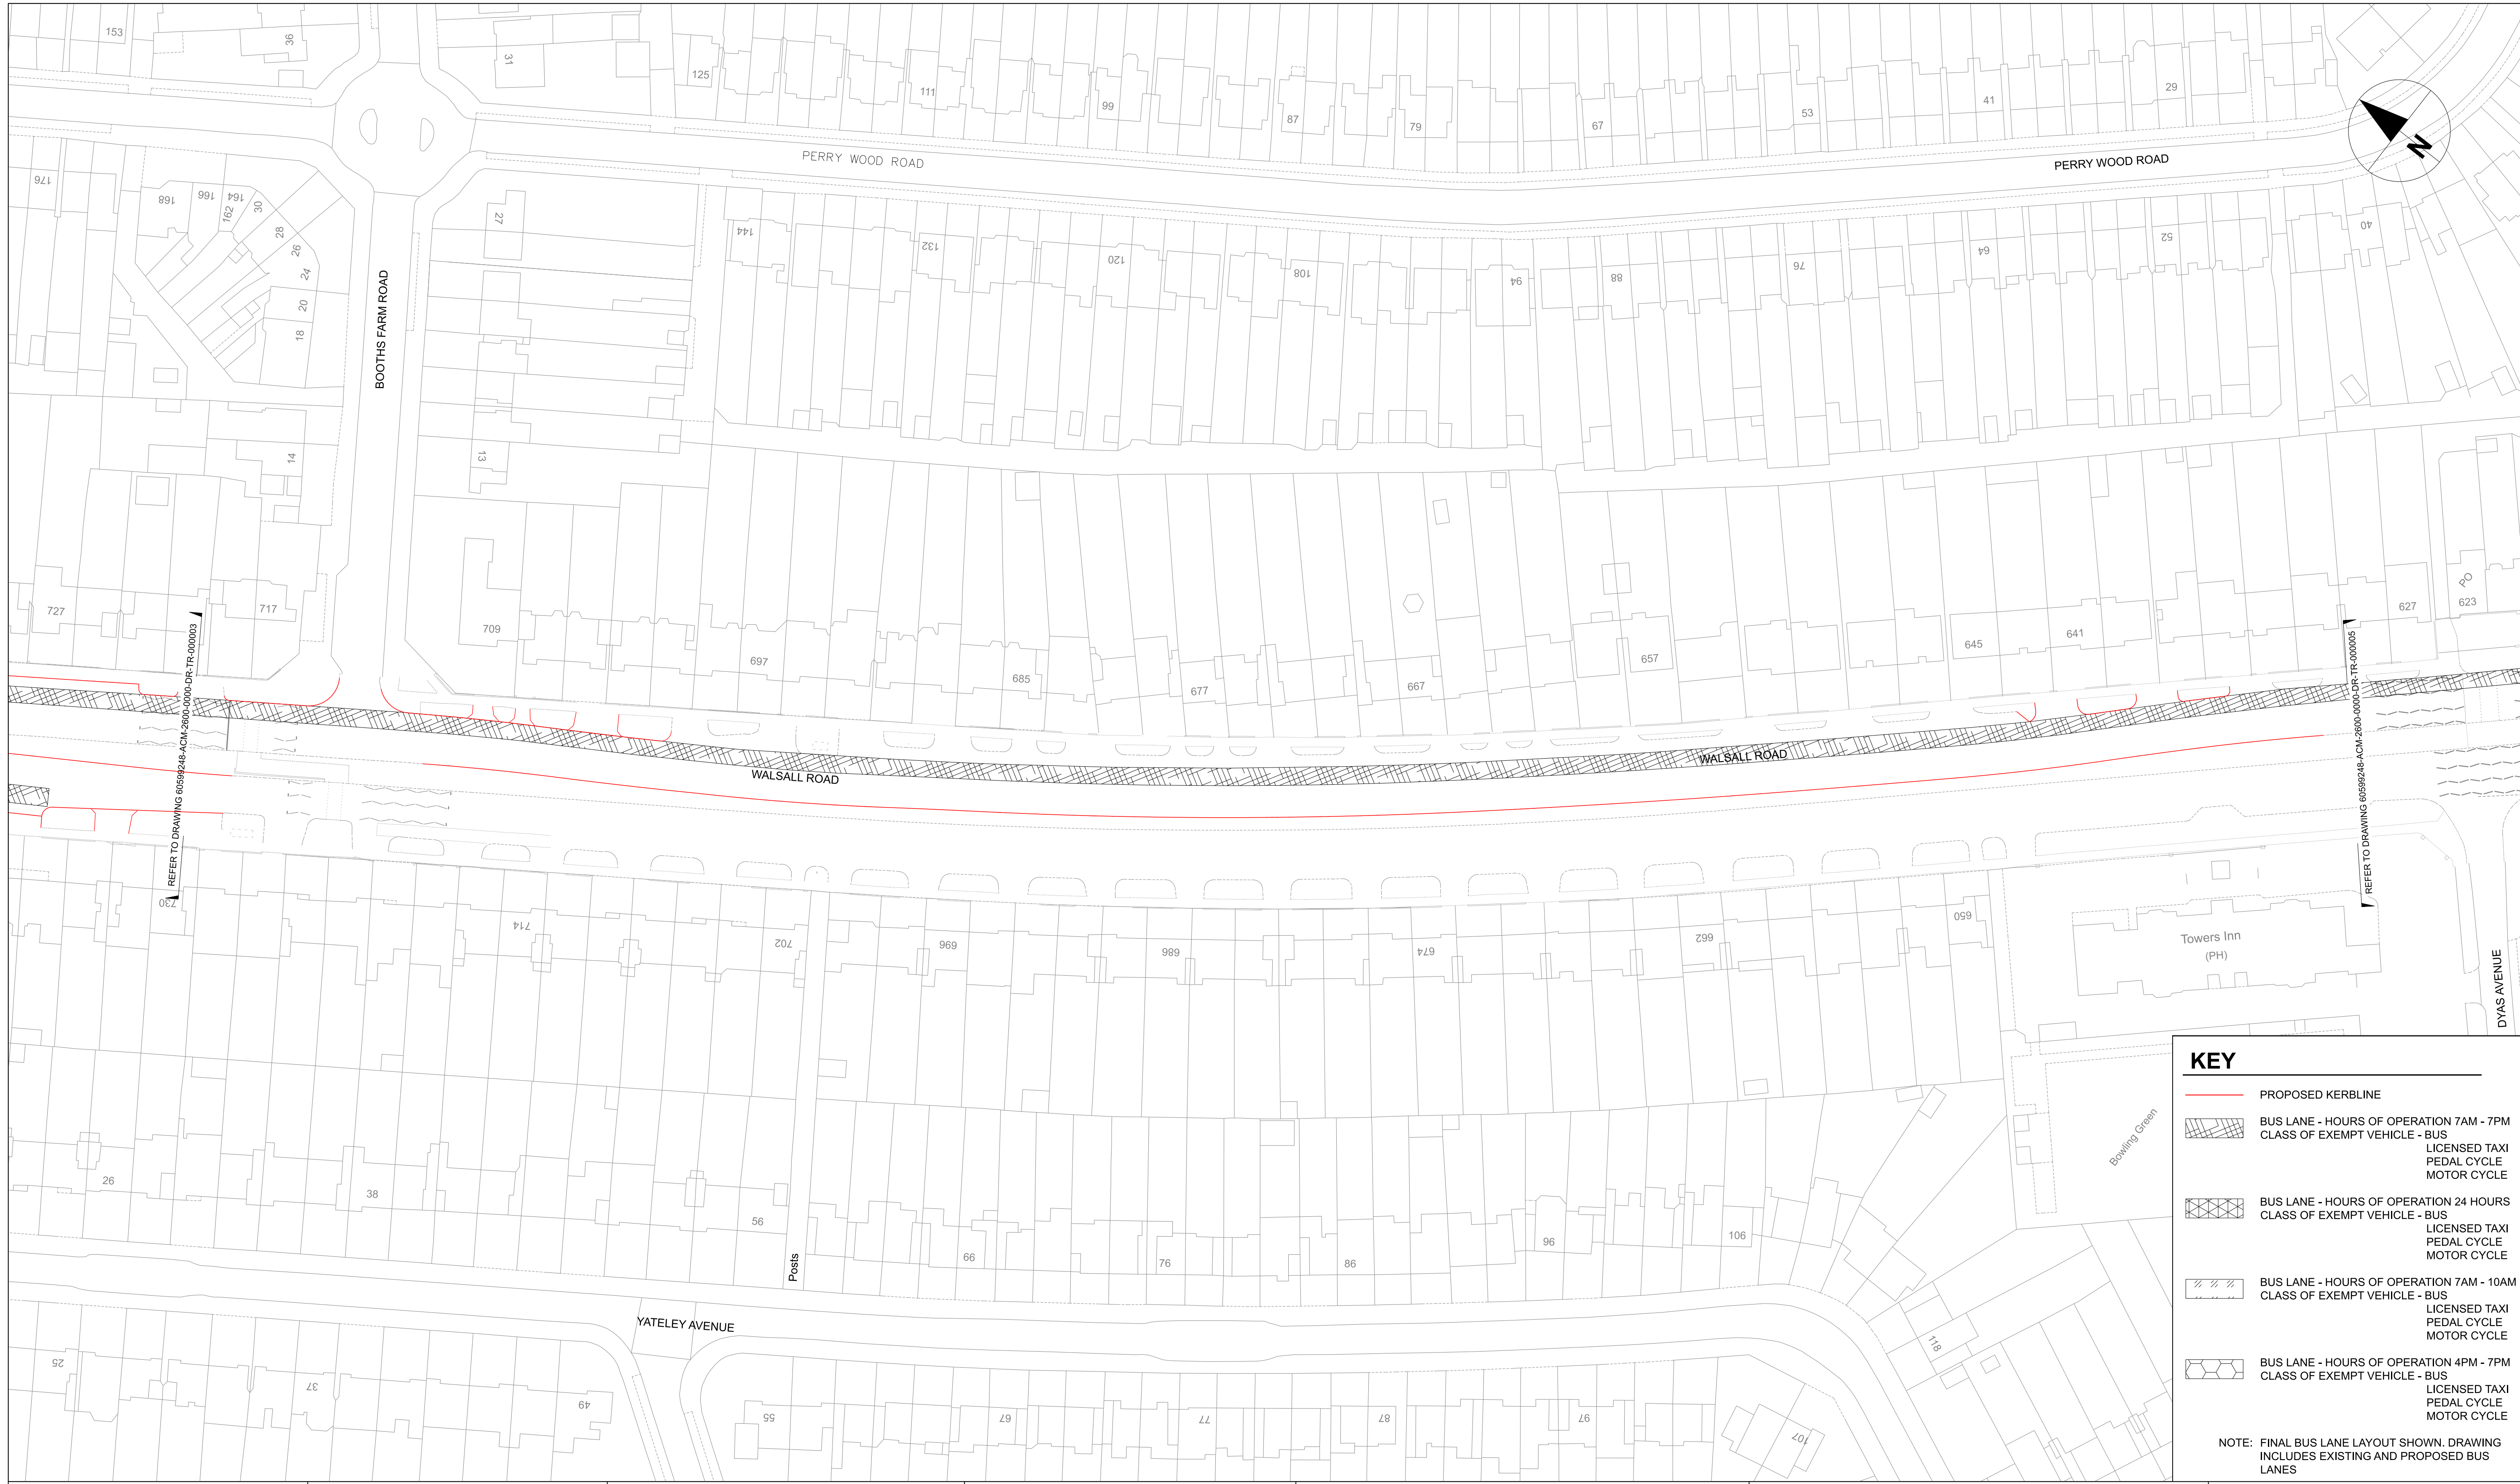 153
36
31
125
111
99
87
79
67
53
41
29
N
PERRY WOOD ROAD
PERRY WOOD ROAD
176
168
166
164
162
30
28
26
24
20
18
27
144
132
120
108
94
88
76
64
52
40
BOOTHS FARM ROAD
14
13
PO
727
717
709
697
685
677
667
657
645
641
627
623
REFER TO DRAWING 60599248-ACM-2600-0000-DR-TR-000003
REFER TO DRAWING 60599248-ACM-2600-0000-DR-TR-000005
WALSALL ROAD
WALSALL ROAD
730
714
702
696
686
674
662
650
Towers Inn
(PH)
DYAS AVENUE
Bowling Green
26
38
56
Posts
66
76
86
96
106
118
YATELEY AVENUE
25
37
49
55
67
77
87
97
107
KEY
PROPOSED KERBLINE
BUS LANE - HOURS OF OPERATION 7AM - 7PM
CLASS OF EXEMPT VEHICLE - BUS
LICENSED TAXI
PEDAL CYCLE
MOTOR CYCLE
BUS LANE - HOURS OF OPERATION 24 HOURS
CLASS OF EXEMPT VEHICLE - BUS
LICENSED TAXI
PEDAL CYCLE
MOTOR CYCLE
BUS LANE - HOURS OF OPERATION 7AM - 10AM
CLASS OF EXEMPT VEHICLE - BUS
LICENSED TAXI
PEDAL CYCLE
MOTOR CYCLE
BUS LANE - HOURS OF OPERATION 4PM - 7PM
CLASS OF EXEMPT VEHICLE - BUS
LICENSED TAXI
PEDAL CYCLE
MOTOR CYCLE
NOTE: FINAL BUS LANE LAYOUT SHOWN. DRAWING
INCLUDES EXISTING AND PROPOSED BUS
LANES